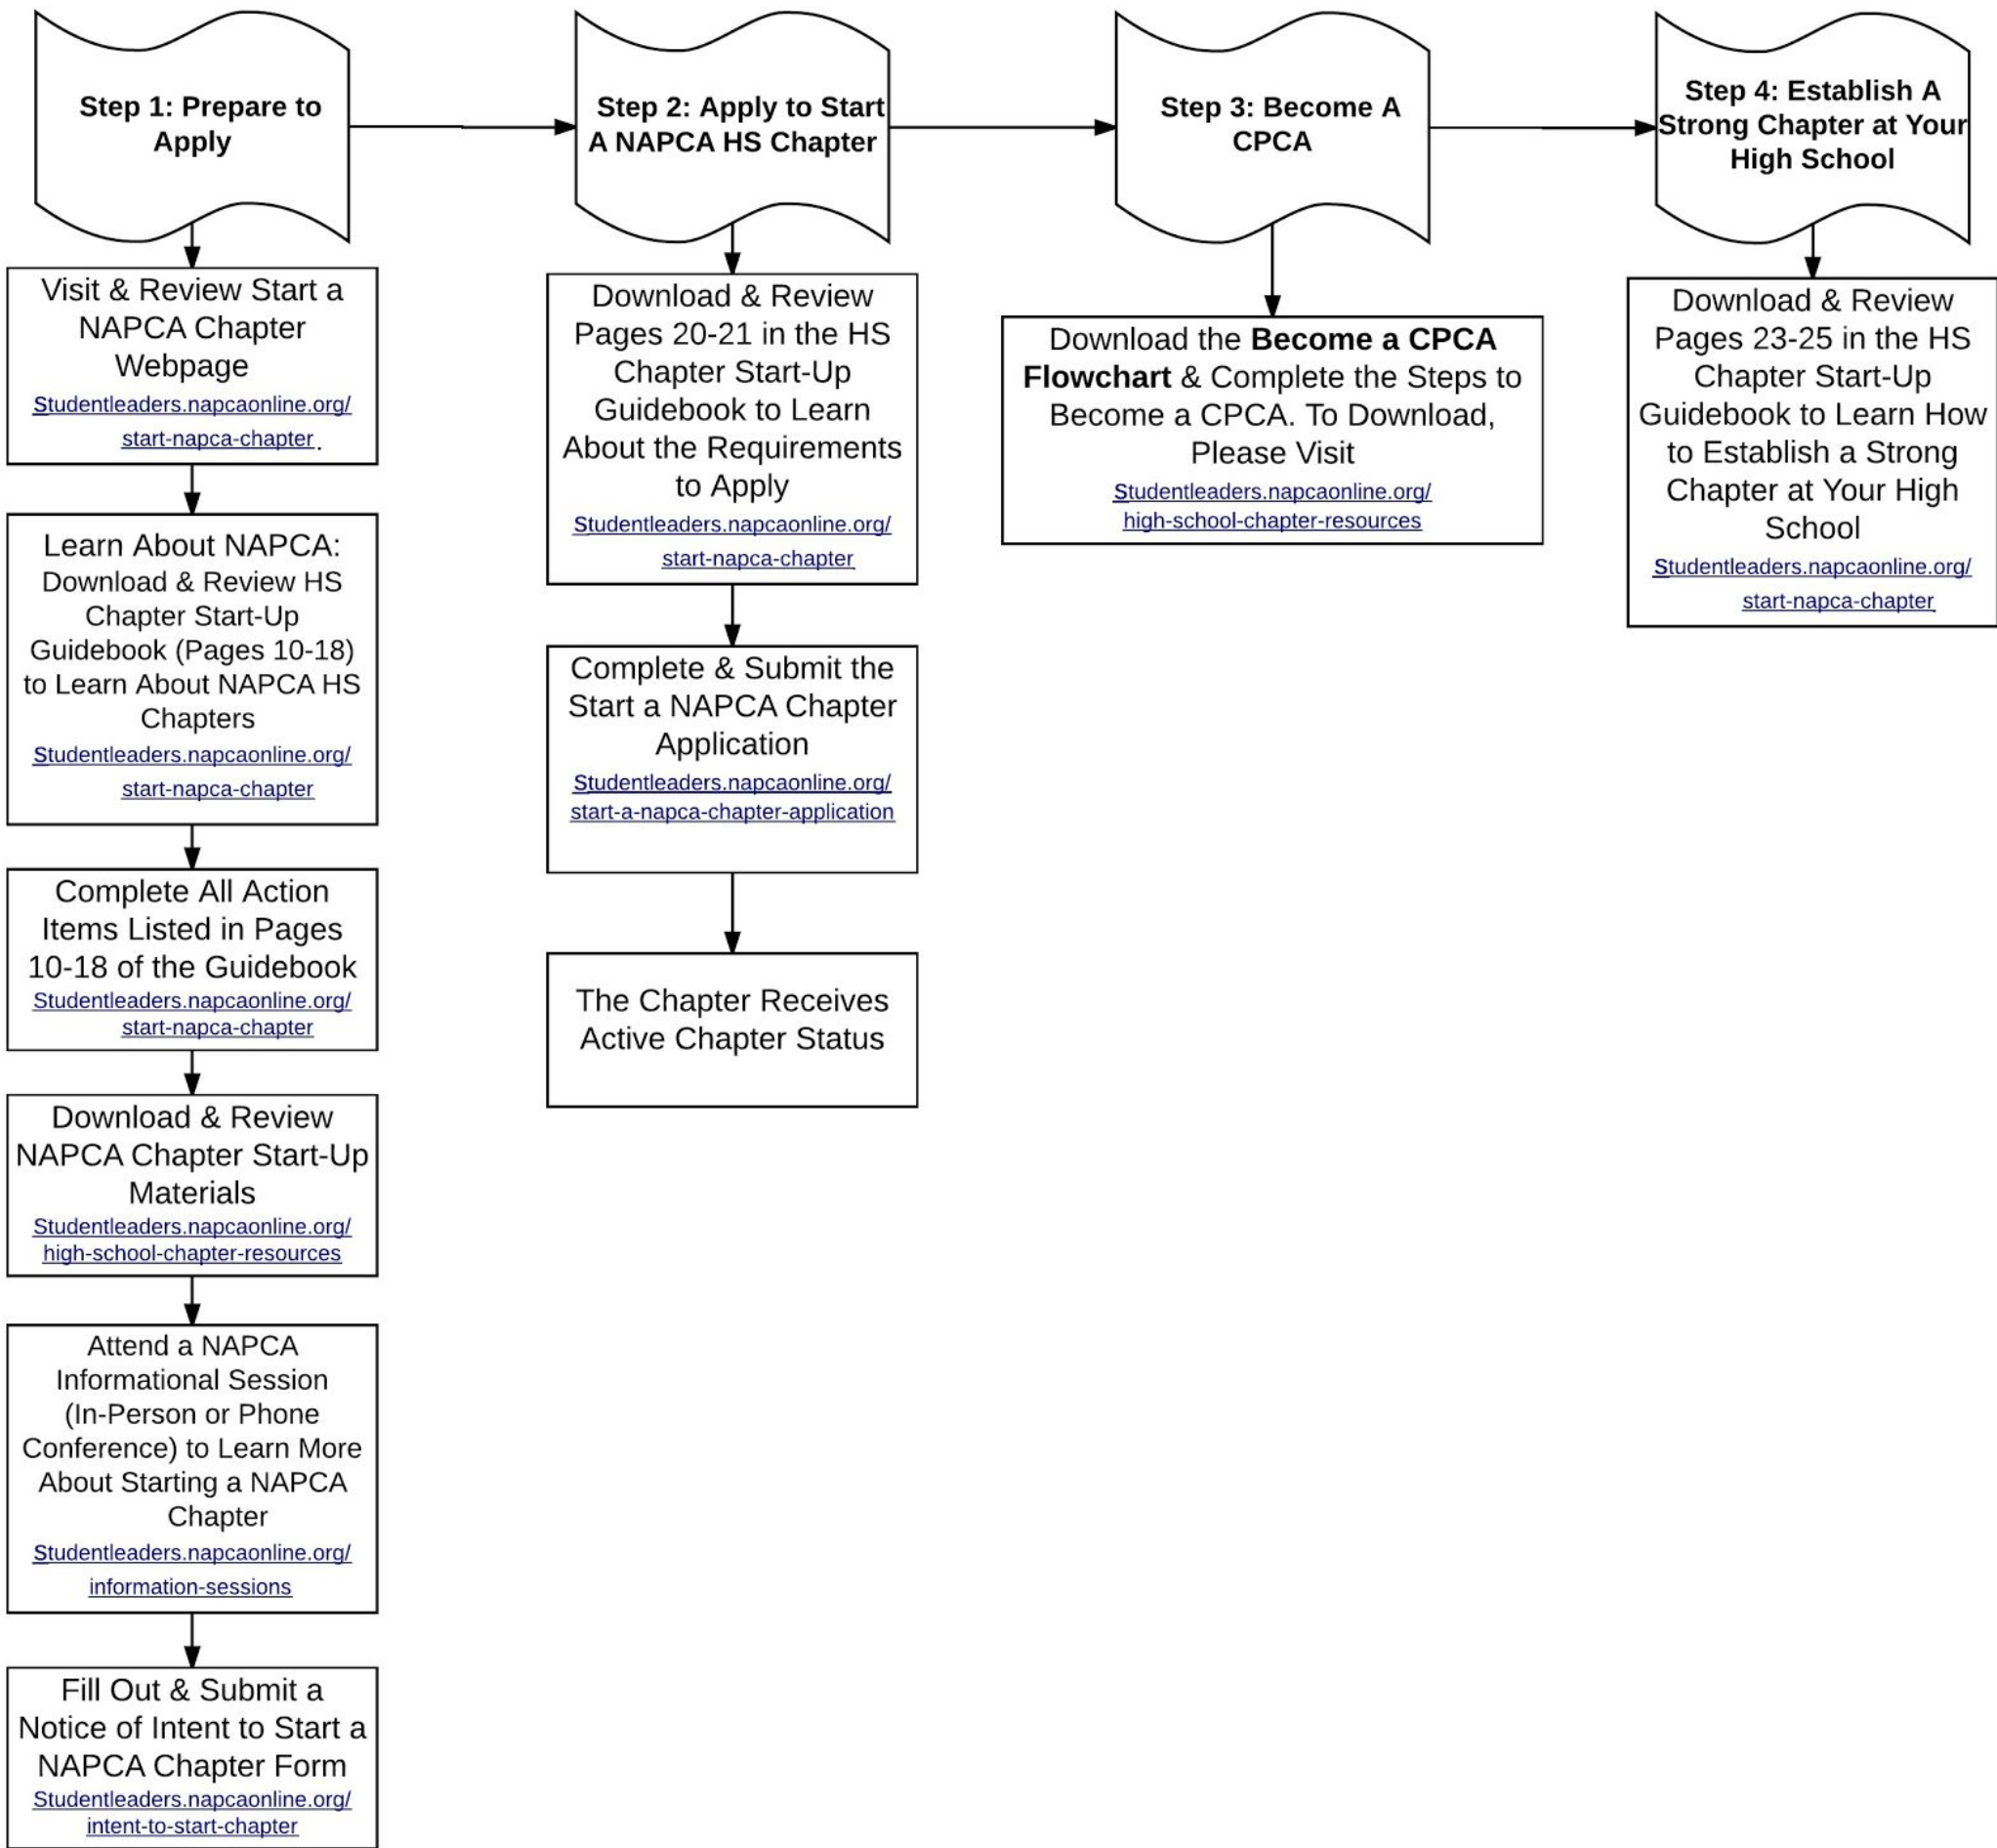 Step 1: Prepare to
Apply
Step 2: Apply to Start
A NAPCA HS Chapter
Step 3: Become A
CPCA
Step 4: Establish A
Strong Chapter at Your
High School
Visit & Review Start a
NAPCA Chapter
Webpage
Studentleaders.napcaonline.org/
start-napca-chapter.
Learn About NAPCA:
Download & Review HS
Chapter Start-Up
Guidebook (Pages 10-18)
to Learn About NAPCA HS
Chapters
Studentleaders.napcaonline.org/
start-napca-chapter
Complete All Action
Items Listed in Pages
10-18 of the Guidebook
Studentleaders.napcaonline.org/
start-napca-chapter
Download & Review
NAPCA Chapter Start-Up
Materials
Studentleaders.napcaonline.org/
high-school-chapter-resources
Attend a NAPCA
Informational Session
(In-Person or Phone
Conference) to Learn More
About Starting a NAPCA
Chapter
Studentleaders.napcaonline.org/
information-sessions
Fill Out & Submit a
Notice of Intent to Start a
NAPCA Chapter Form
Studentleaders.napcaonline.org/
intent-to-start-chapter
Download & Review
Pages 20-21 in the HS
Chapter Start-Up
Guidebook to Learn
About the Requirements
to Apply
Studentleaders.napcaonline.org/
start-napca-chapter
Complete & Submit the
Start a NAPCA Chapter
Application
Studentleaders.napcaonline.org/
start-a-napca-chapter-application
The Chapter Receives
Active Chapter Status
Download the Become a CPCA
Flowchart & Complete the Steps to
Become a CPCA. To Download,
Please Visit
Studentleaders.napcaonline.org/
high-school-chapter-resources
Download & Review
Pages 23-25 in the HS
Chapter Start-Up
Guidebook to Learn How
to Establish a Strong
Chapter at Your High
School
Studentleaders.napcaonline.org/
start-napca-chapter